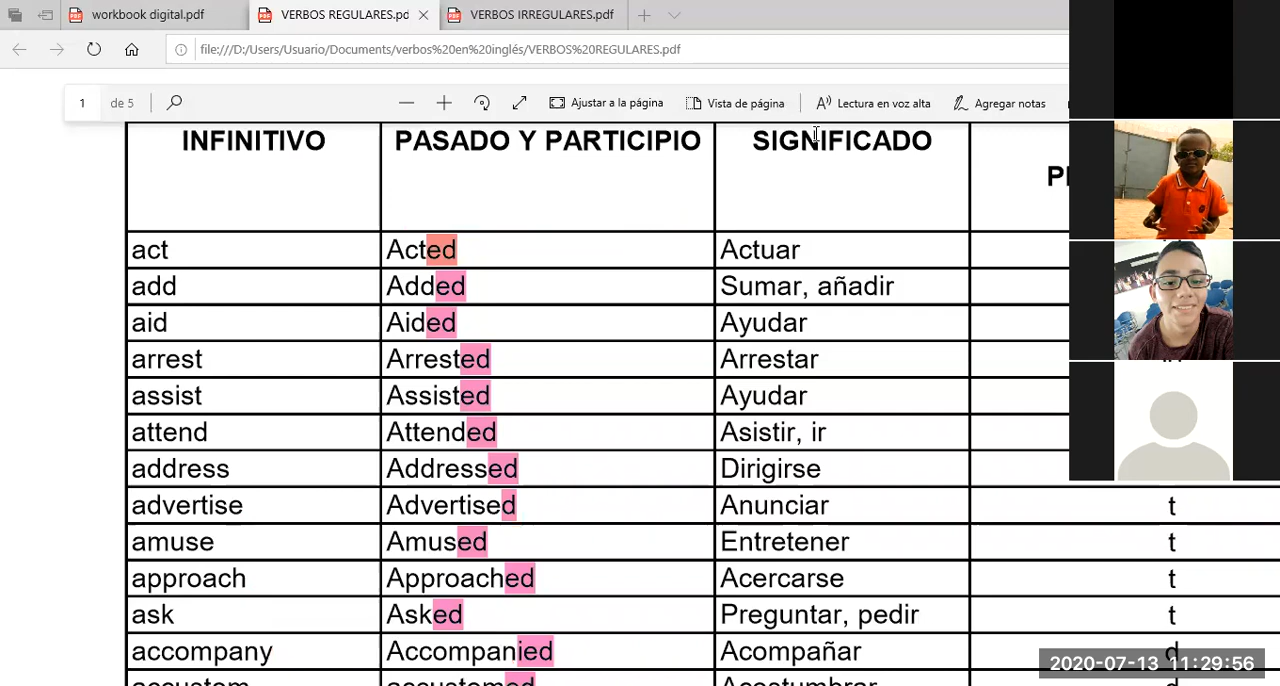 workbook digital.pdf VERBOS REGULARES.pd VERBOS IRREGULARES.pdf
file:///D:/Users/Usuario/Documents/verbos%20en%20inglés/VERBOS%20REGULARES.pdf
1 de 5 Ajustar a la página Vista de página Lectura en voz alta Agregar notas
INFINITIVO PASADO Y PARTICIPIO SIGNIFICADO
act Acted Actuar
add Added Sumar, añadir
aid Aided Ayudar
arrest Arrested Arrestar
assist Assisted Ayudar
attend Attended Asistir, ir
address Addressed Dirigirse
advertise Advertised Anunciar t
amuse Amused Entretener t
approach Approached Acercarse t
ask Asked Preguntar, pedir t
accompany Accompanied Acompañar d
2020-07-13 11:29:56